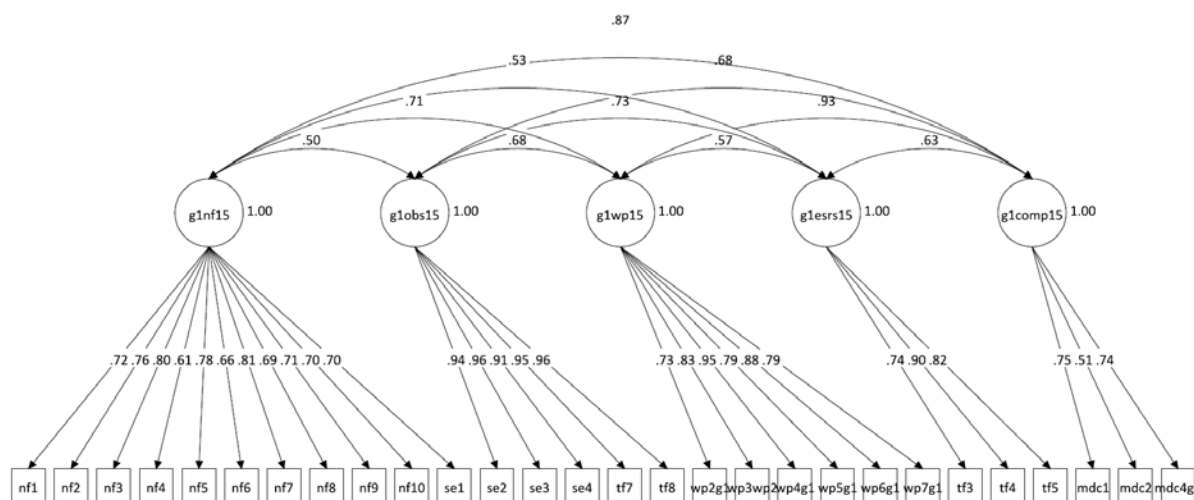 .87
.53 .68
.71 .73 .93
.50 .68 .57 .63
g1nf15 1.00 g1obs15 1.00 g1wp15 1.00 g1esrs15 1.00 g1comp15 1.00
.72 .76 .80 .61 .78 .66 .81 .69 .71 .70 .70 .94 .96 .91 .95 .96 .73 .83 .95 .79 .88 .79 .74 .90 .82 .75 .51 .74
nf1 nf2 nf3 nf4 nf5 nf6 nf7 nf8 nf9 nf10 se1 se2 se3 se4 tf7 tf8 wp2g1 wp3wp2 wp4g1 wp5g1 wp6g1 wp7g1 tf3 tf4 tf5 mdc1 mdc2 mdc4g